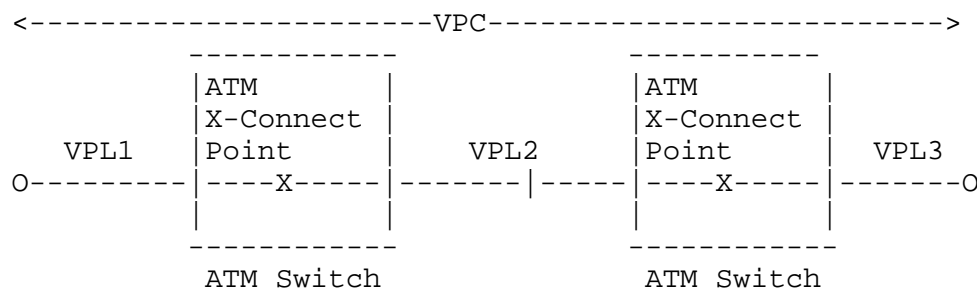 <----------------------VPC-------------------------->
------------ -----------
|ATM | |ATM |
|X-Connect | |X-Connect |
VPL1 |Point | VPL2 |Point | VPL3
O---------|----X-----|-------|-----|----X-----|-------O
| | | |
------------ ------------
ATM Switch ATM Switch